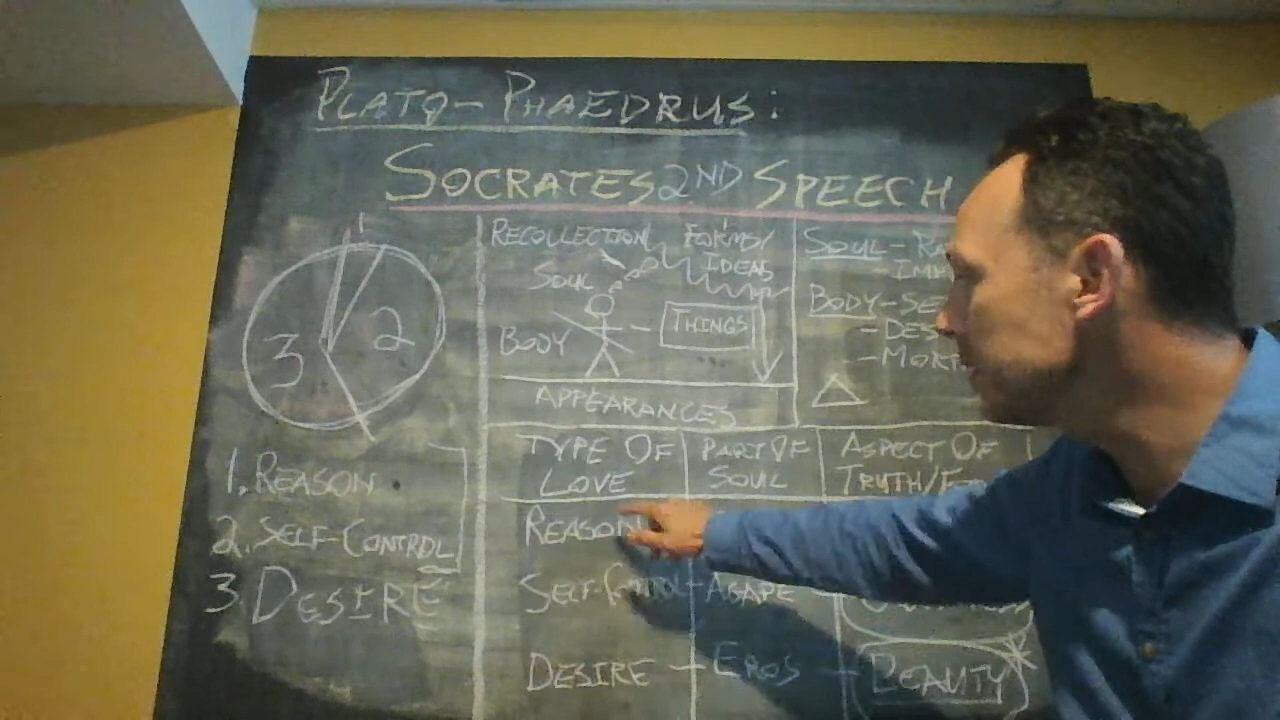 PLATO - PHAEDRUS:
SOCRATES 2ND SPEECH
1
2
3
1. REASON
2. SELF-CONTROL
3. DESIRE
RECOLLECTION
FORMS/
IDEAS
SOUL
BODY
THINGS
APPEARANCES
SOUL -
BODY -
TYPE OF
LOVE
PART OF
SOUL
ASPECT OF
TRUTH/
REASON
SELF-CONTROL - AGAPE
DESIRE - EROS - BEAUTY